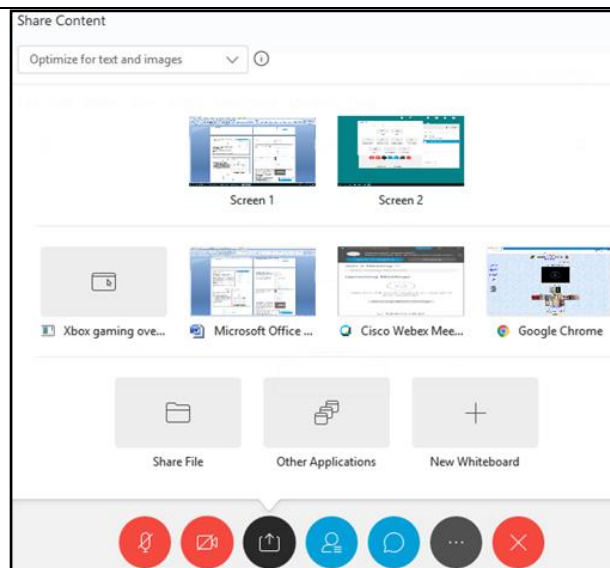 Share Content
Optimize for text and images
Screen 1 Screen 2
Xbox gaming ove... Microsoft Office ... Cisco Webex Mee... Google Chrome
Share File Other Applications New Whiteboard